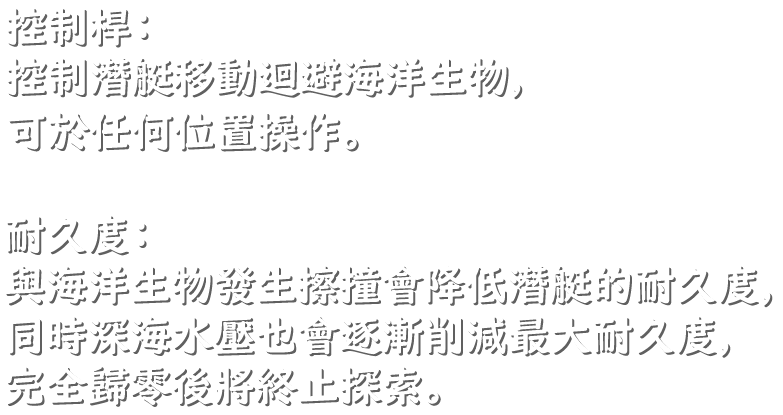 控制桿：
控制潛艇移動迴避海洋生物，
可於任何位置操作。
耐久度：
與海洋生物發生擦撞會降低潛艇的耐久度，
同時深海水壓也會逐漸削減最大耐久度，
完全歸零後將終止探索。